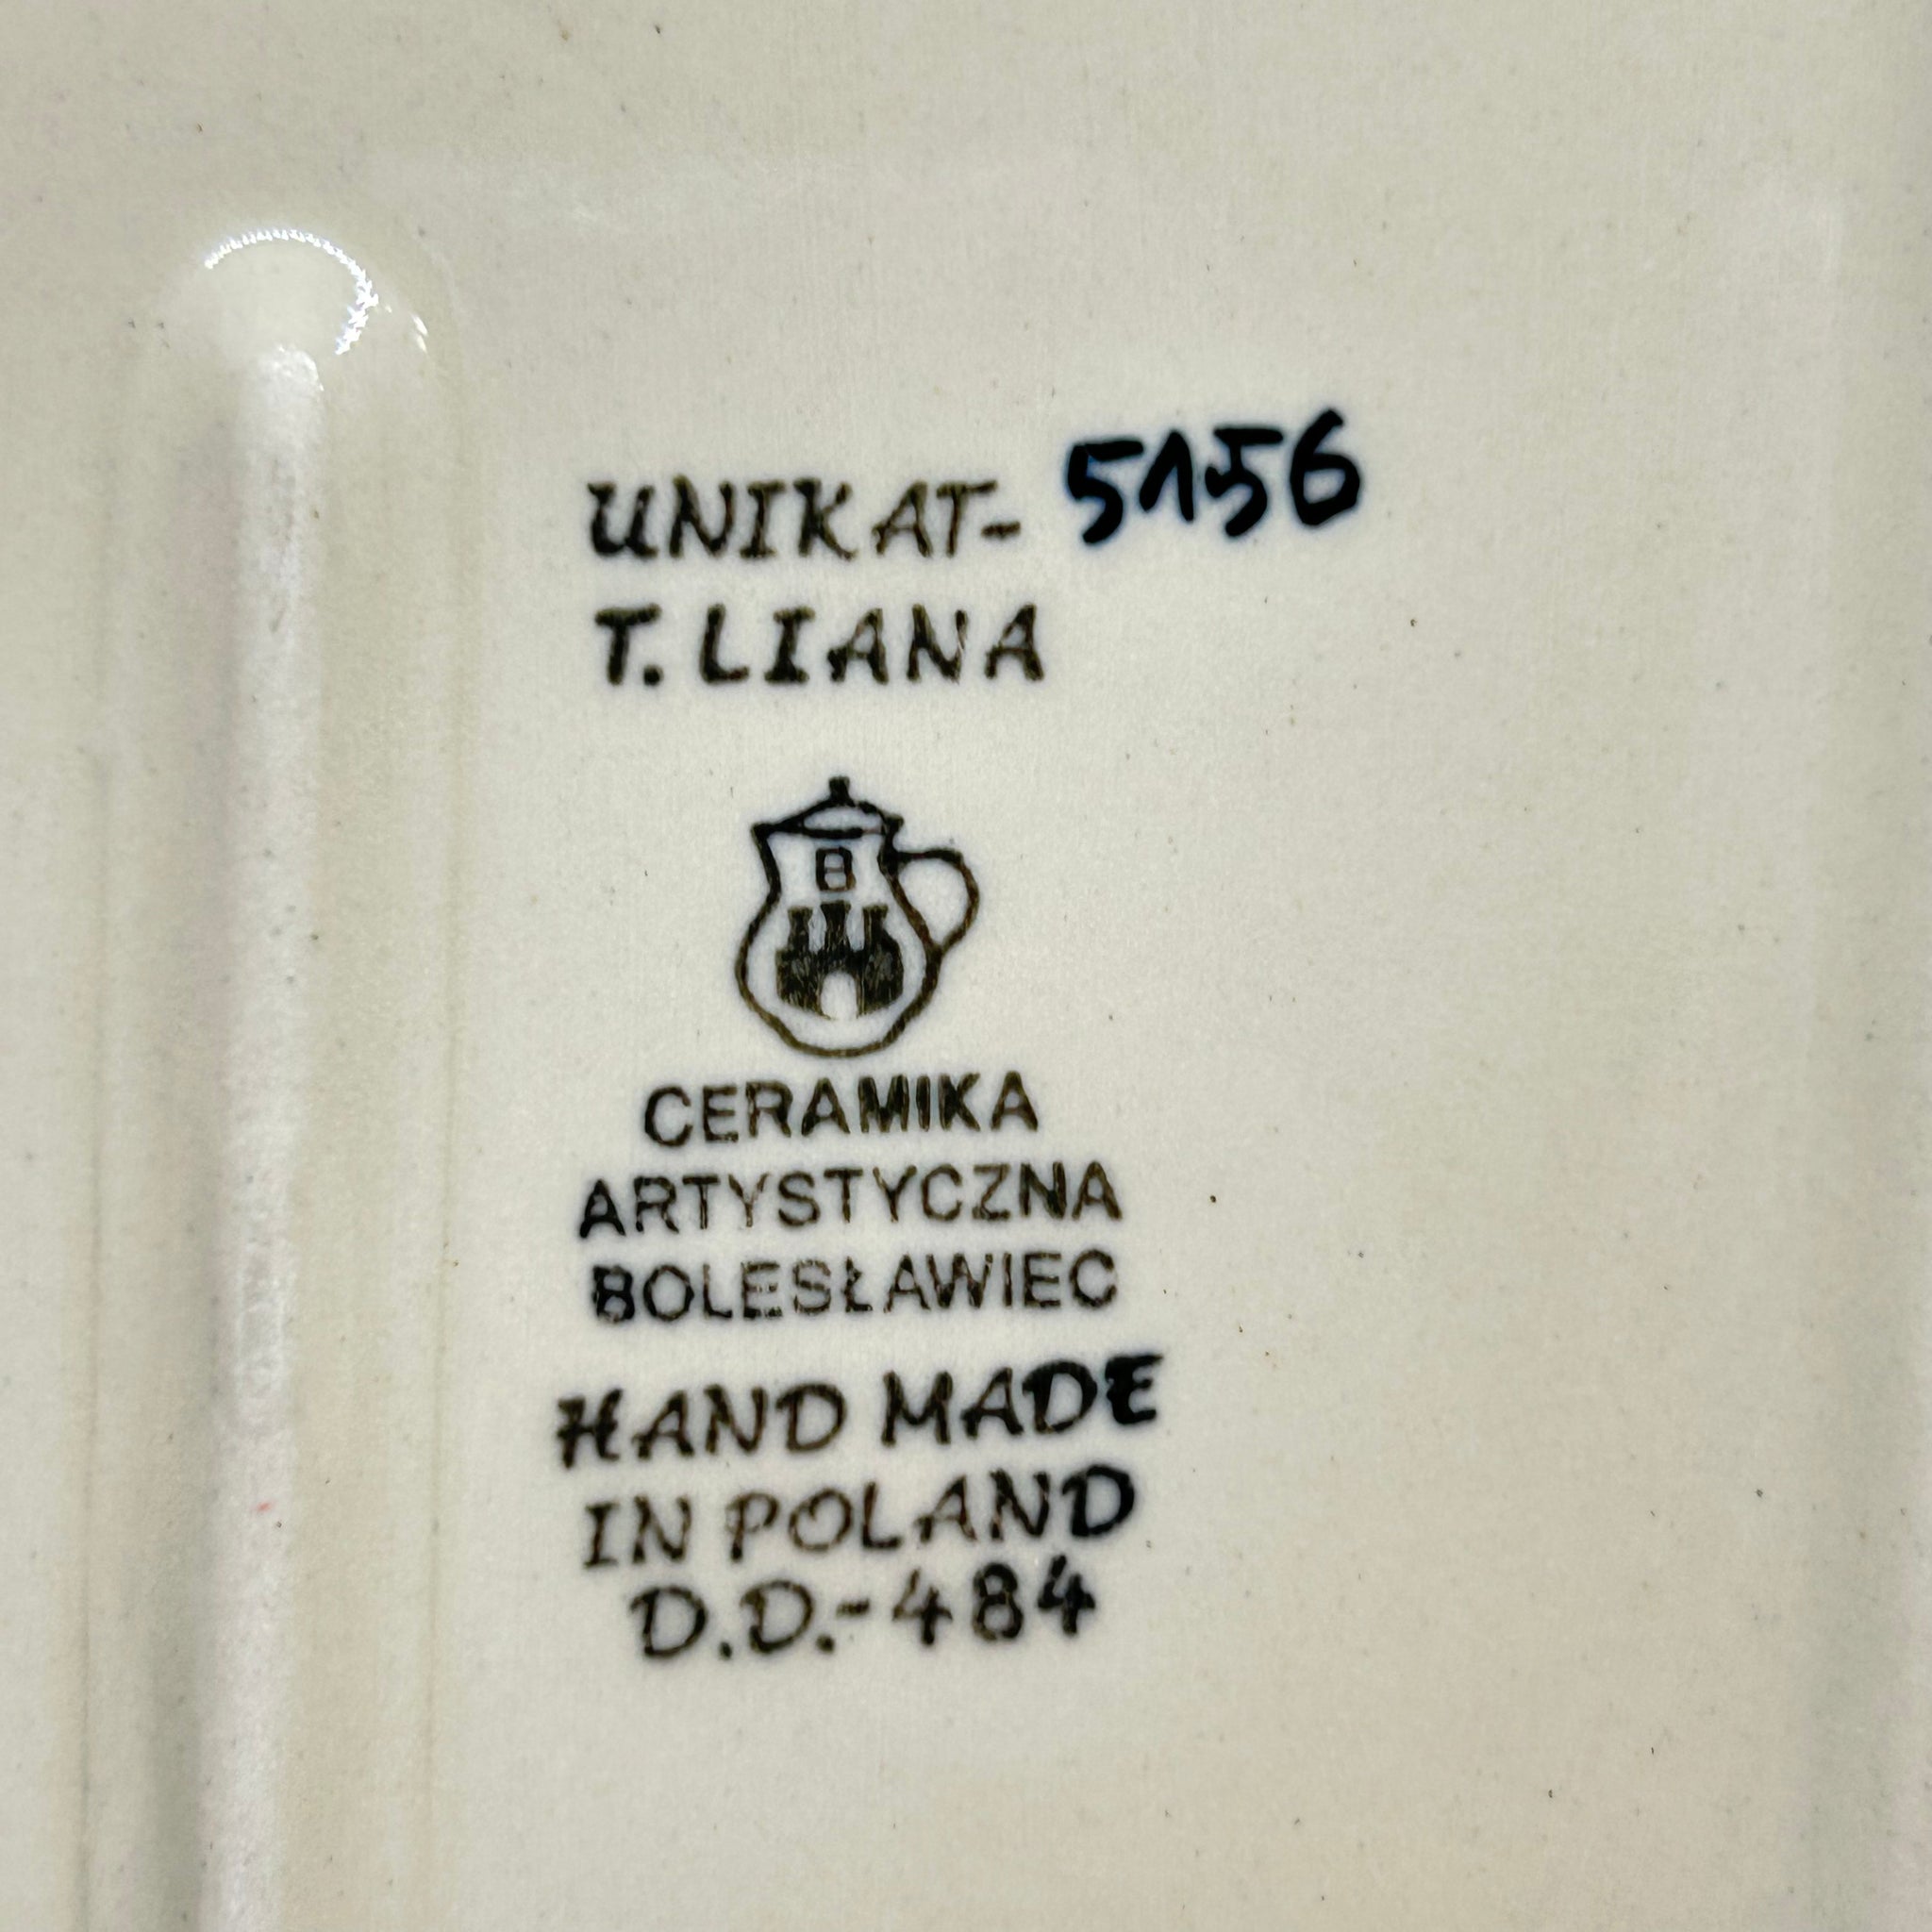 UNIKAT- 5156
T. LIANA
B
CERAMIKA
ARTYSTYCZNA
BOLESŁAWIEC
HAND MADE
IN POLAND
D.D.-484